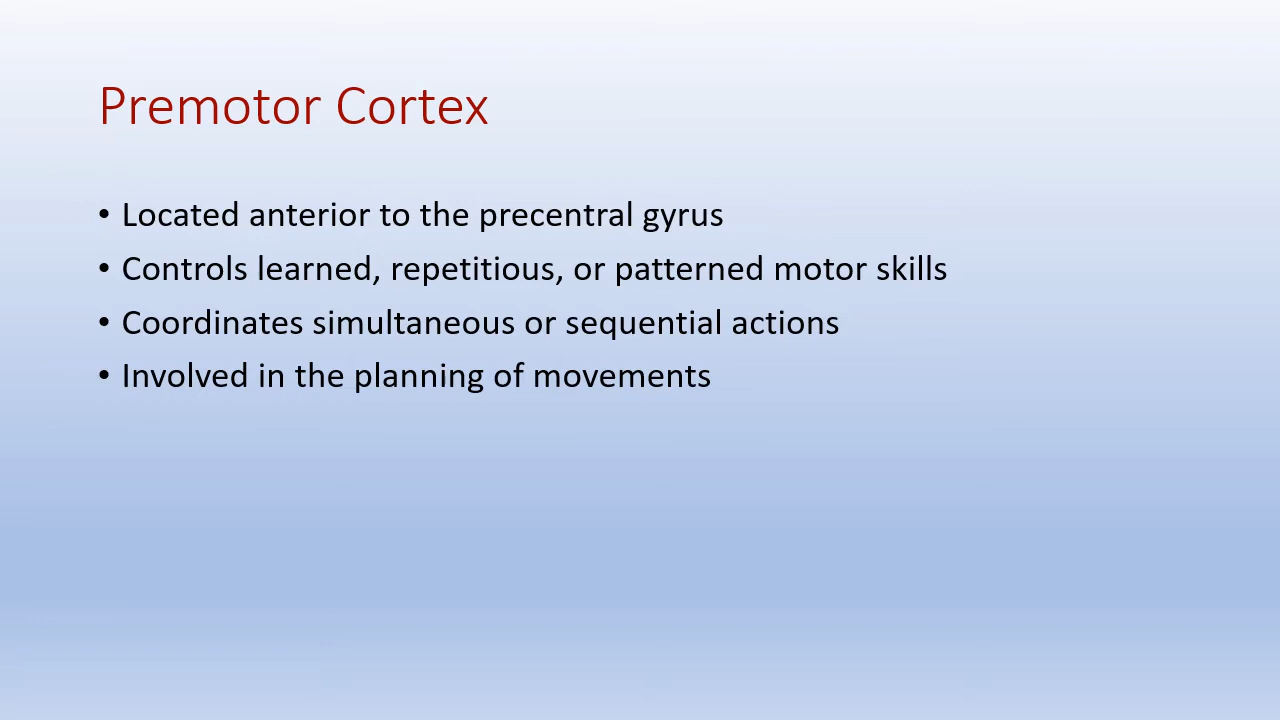 Premotor Cortex
• Located anterior to the precentral gyrus
• Controls learned, repetitious, or patterned motor skills
• Coordinates simultaneous or sequential actions
• Involved in the planning of movements